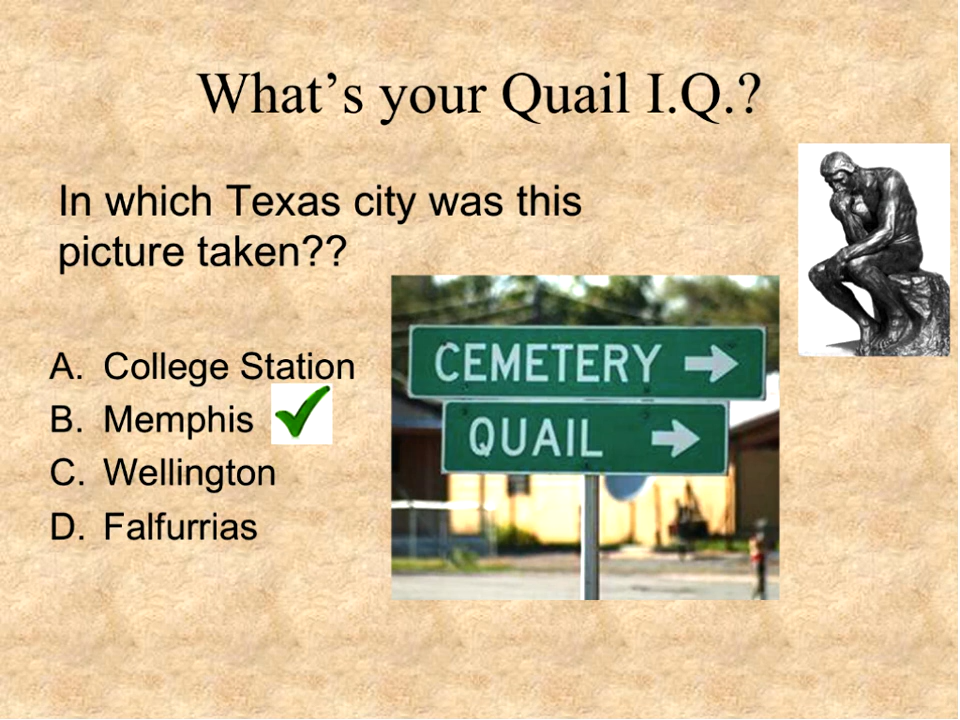 What's your Quail I.Q.?
In which Texas city was this
picture taken??
A. College Station
B. Memphis
C. Wellington
D. Falfurrias
CEMETERY →
QUAIL →